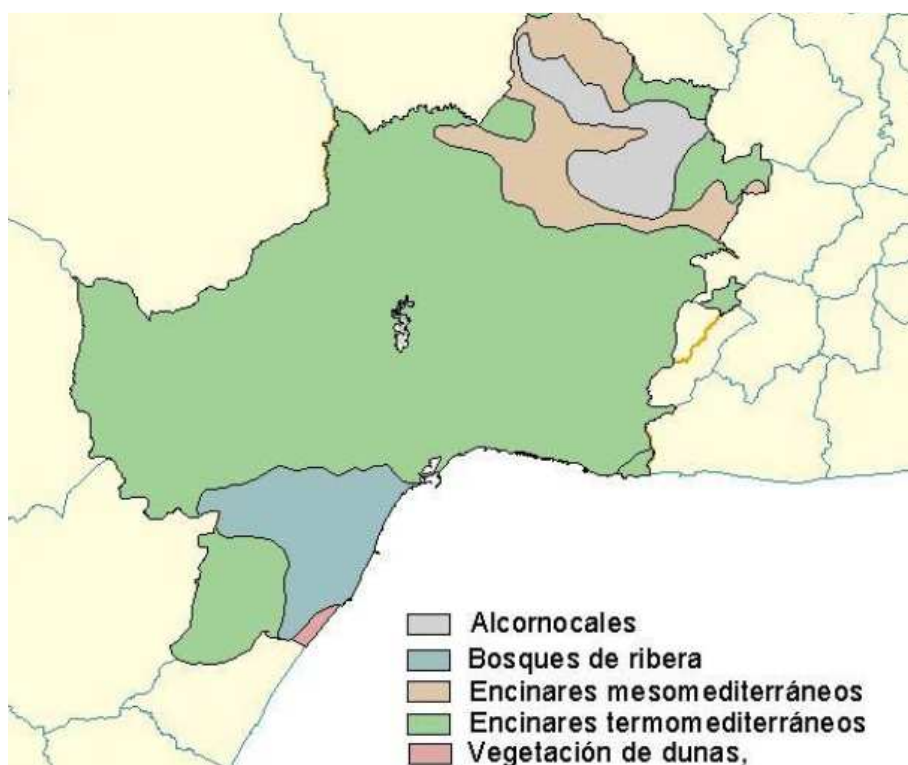 Alcornocales
Bosques de ribera
Encinares mesomediterráneos
Encinares termomediterráneos
Vegetación de dunas,